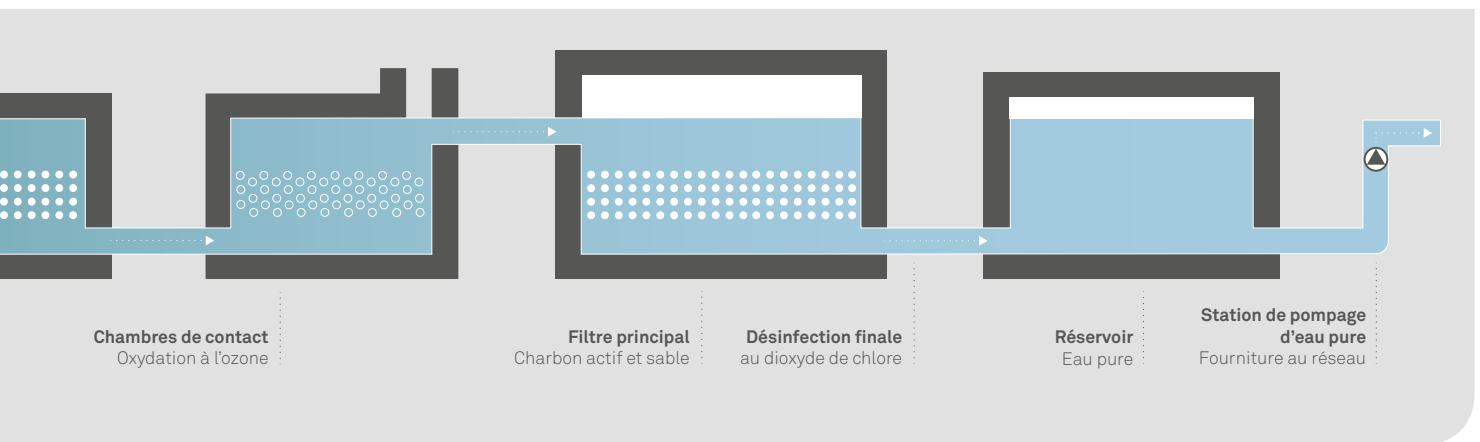 Chambres de contact
Oxydation à l’ozone
Filtre principal
Charbon actif et sable
Désinfection finale
au dioxyde de chlore
Réservoir
Eau pure
Station de pompage
d’eau pure
Fourniture au réseau